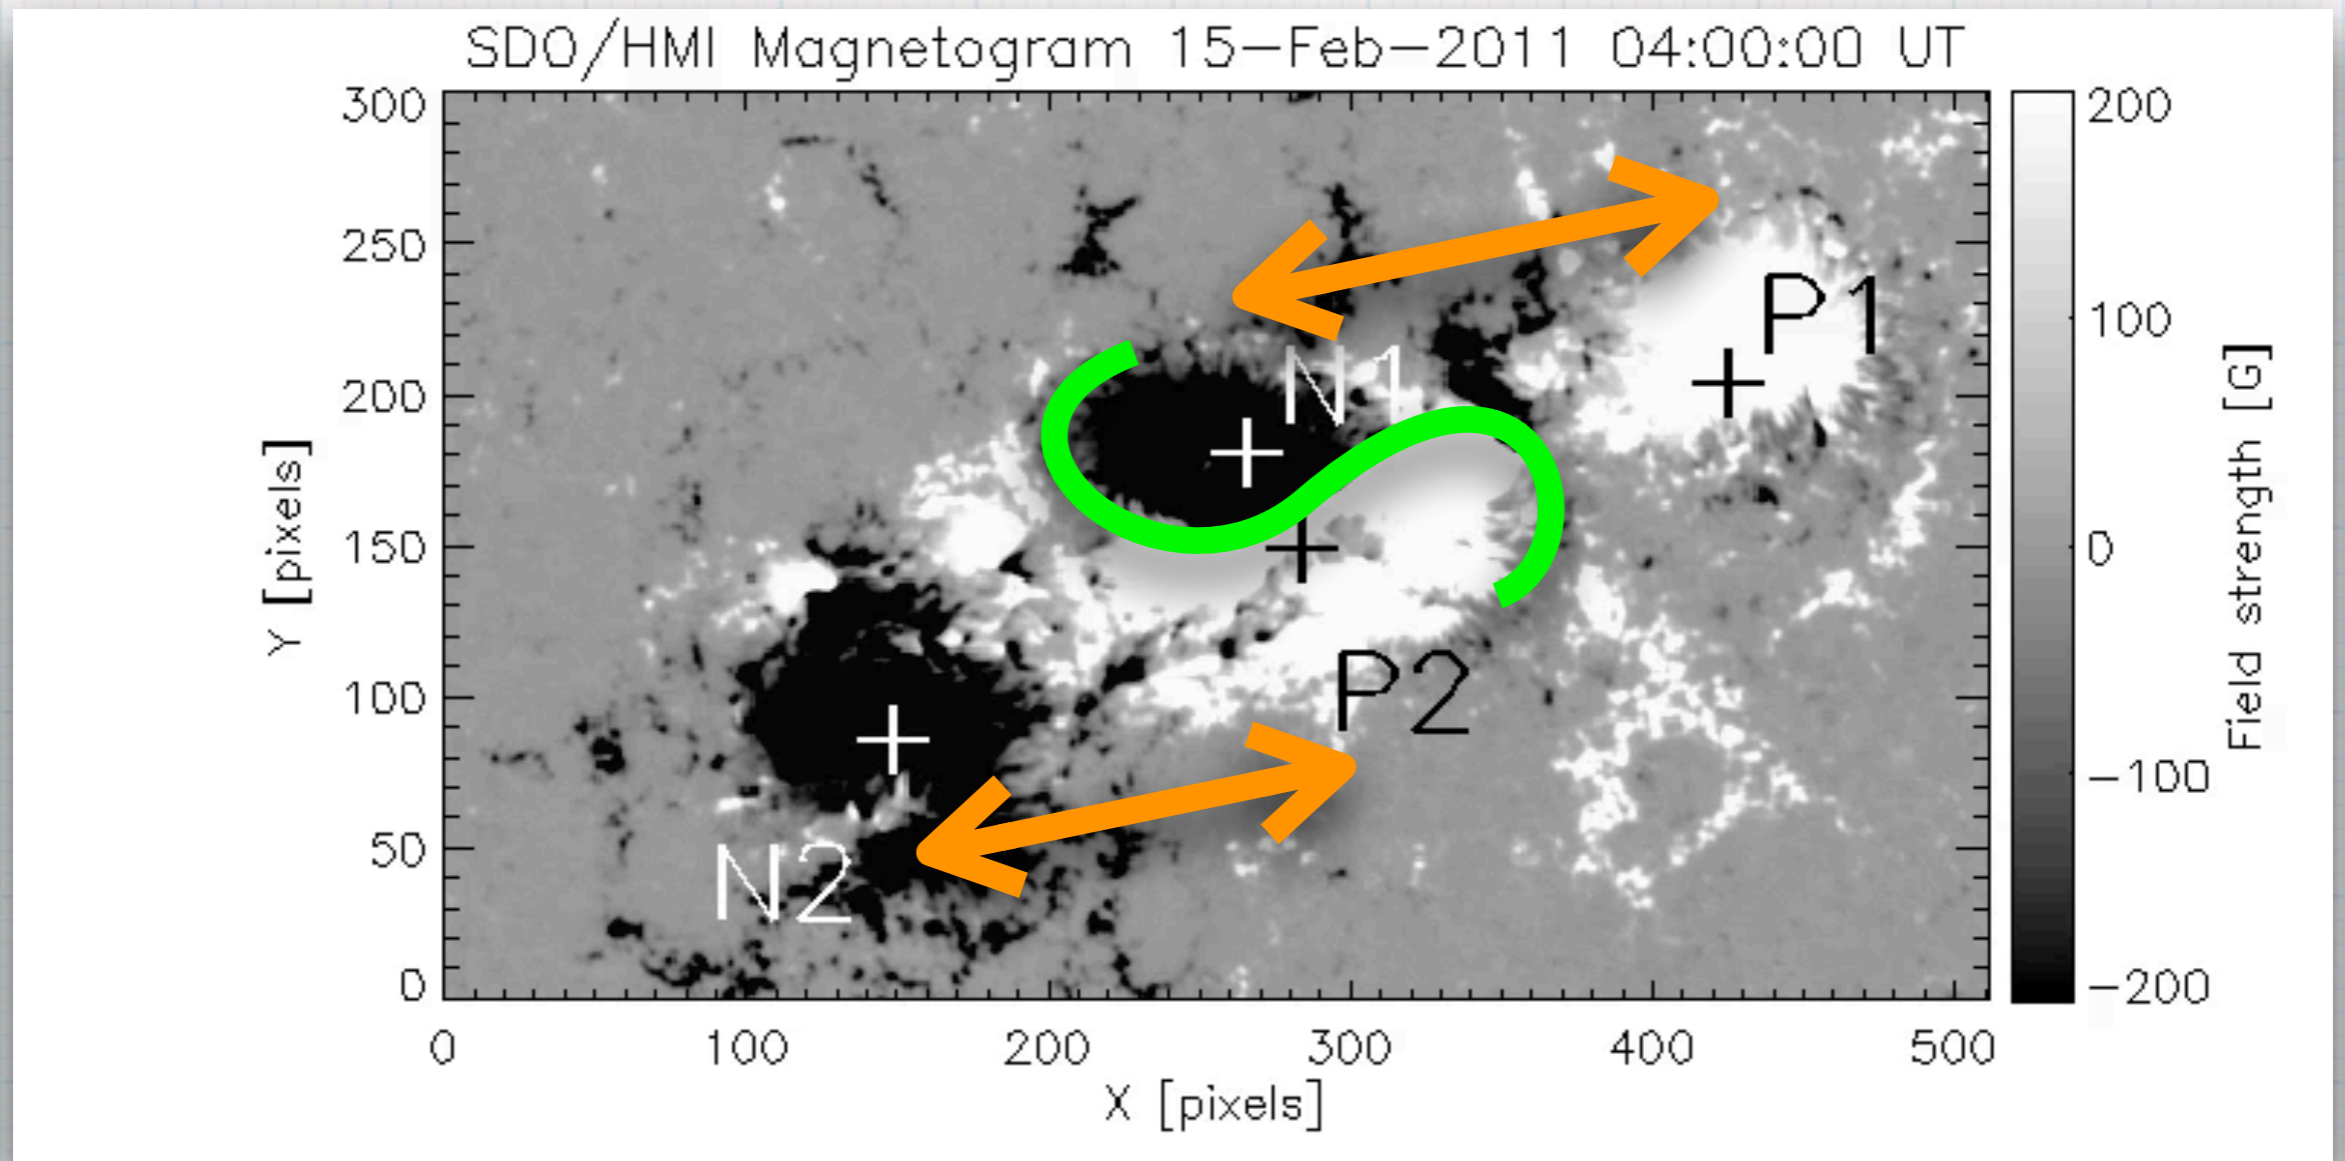 SDO/HMI Magnetogram 15-Feb-2011 04:00:00 UT
300
250
200
150
100
50
0
Y [pixels]
0
100
200
300
400
500
X [pixels]
P1
N1
P2
N2
200
100
0
-100
-200
Field strength [G]